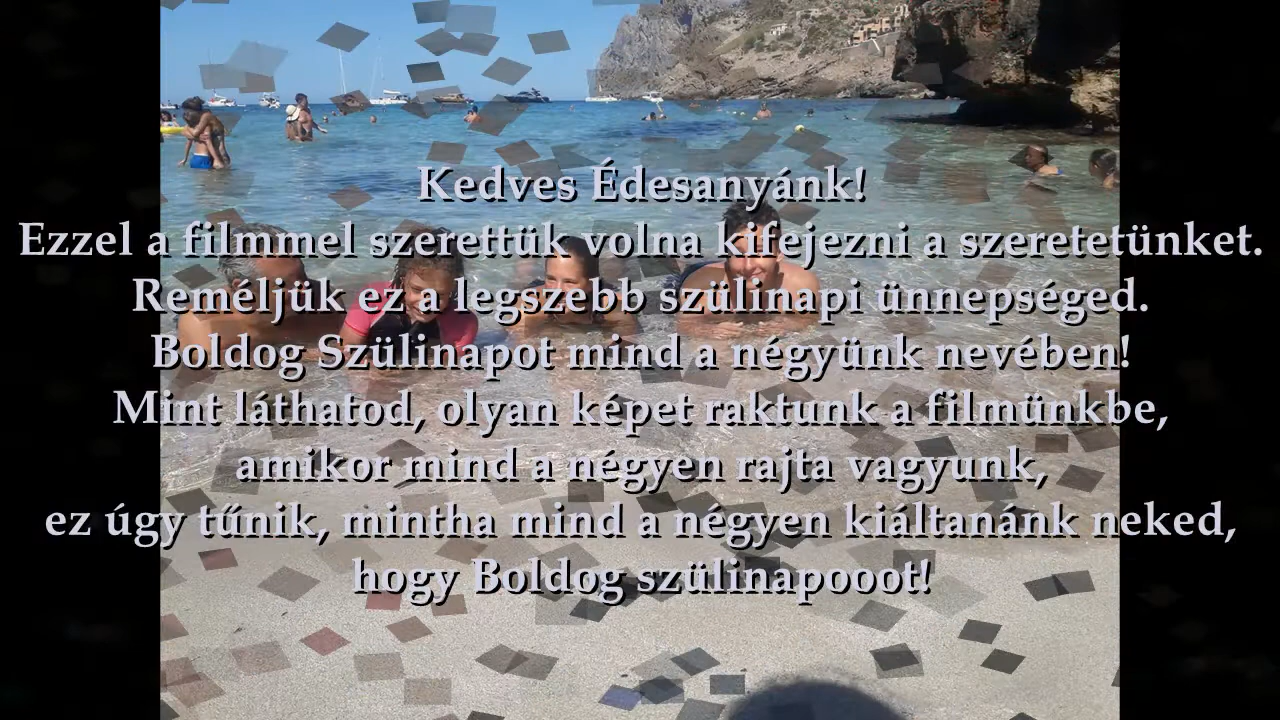 Kedves Édesanyánk!
Ezzel a filmmel szerettük volna kifejezni a szeretetünket.
Reméljük ez a legszebb szülinapi ünnepséged.
Boldog Szülinapot mind a négyünk nevében!
Mint láthatod, olyan képet raktunk a filmünkbe,
amikor mind a négyen rajta vagyunk,
ez úgy tűnik, mintha mind a négyen kiáltanánk neked,
hogy Boldog szülinapooot!